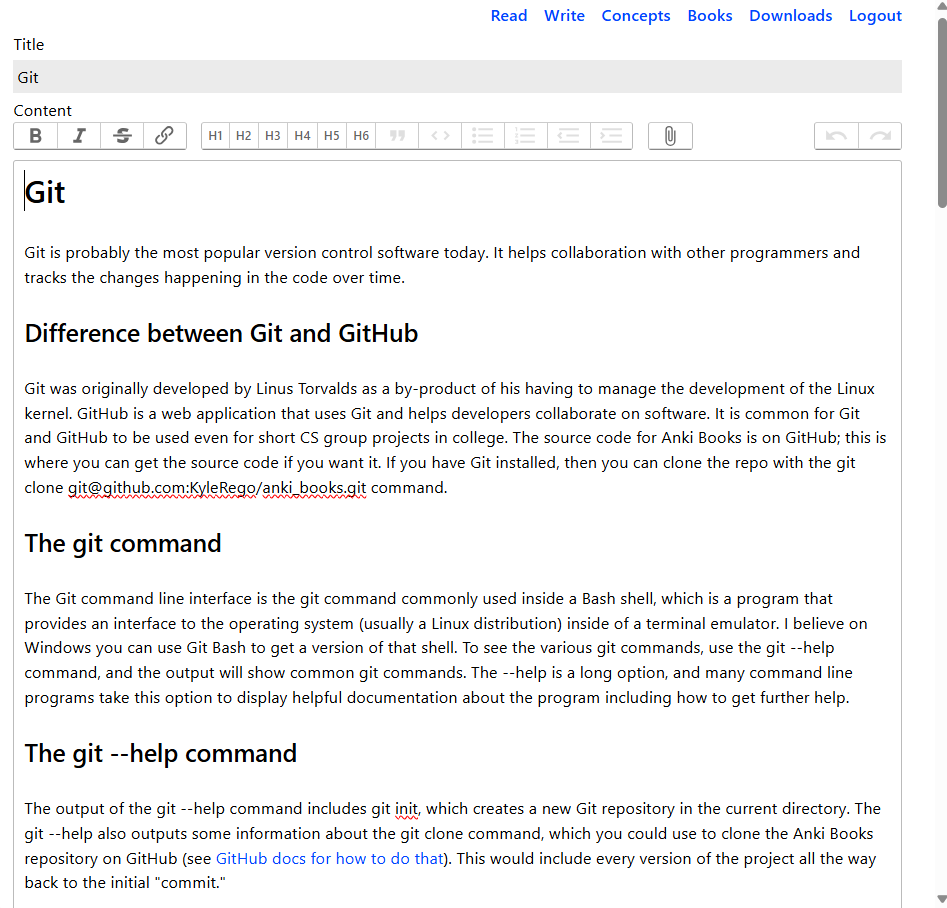 Read Write Concepts Books Downloads Logout
Title
Git
Content
B I S H1 H2 H3 H4 H5 H6
Git
Git is probably the most popular version control software today. It helps collaboration with other programmers and
tracks the changes happening in the code over time.
Difference between Git and GitHub
Git was originally developed by Linus Torvalds as a by-product of his having to manage the development of the Linux
kernel. GitHub is a web application that uses Git and helps developers collaborate on software. It is common for Git
and GitHub to be used even for short CS group projects in college. The source code for Anki Books is on GitHub; this is
where you can get the source code if you want it. If you have Git installed, then you can clone the repo with the git
clone git@github.com:KyleRego/anki_books.git command.
The git command
The Git command line interface is the git command commonly used inside a Bash shell, which is a program that
provides an interface to the operating system (usually a Linux distribution) inside of a terminal emulator. I believe on
Windows you can use Git Bash to get a version of that shell. To see the various git commands, use the git --help
command, and the output will show common git commands. The --help is a long option, and many command line
programs take this option to display helpful documentation about the program including how to get further help.
The git --help command
The output of the git --help command includes git init, which creates a new Git repository in the current directory. The
git --help also outputs some information about the git clone command, which you could use to clone the Anki Books
repository on GitHub (see GitHub docs for how to do that). This would include every version of the project all the way
back to the initial "commit."